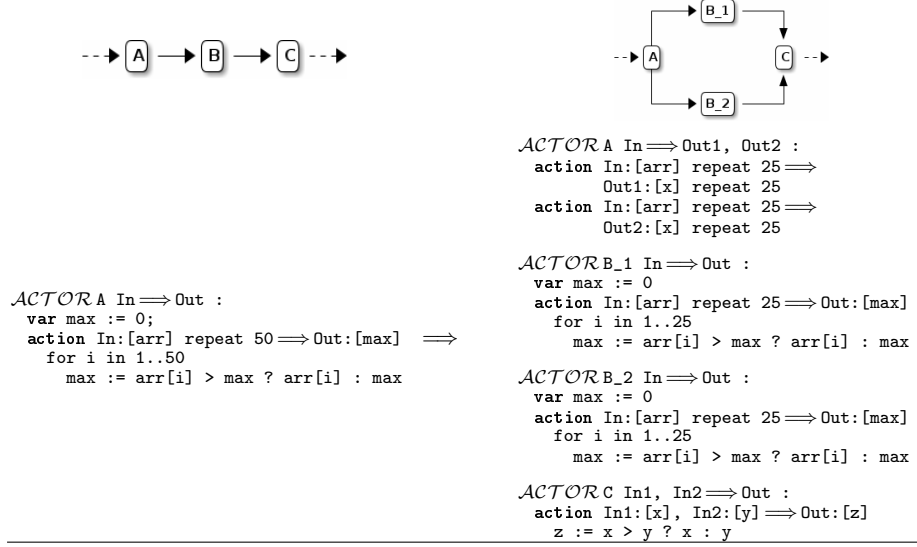 A B C
B_1
A C
B_2
ACTOR A In⟹Out1, Out2 :
action In:[arr] repeat 25⟹
Out1:[x] repeat 25
action In:[arr] repeat 25⟹
Out2:[x] repeat 25
ACTOR A In⟹Out :
var max := 0;
action In:[arr] repeat 50⟹Out:[max] ⟹
for i in 1..50
max := arr[i] > max ? arr[i] : max
ACTOR B_1 In⟹Out :
var max := 0
action In:[arr] repeat 25⟹Out:[max]
for i in 1..25
max := arr[i] > max ? arr[i] : max
ACTOR B_2 In⟹Out :
var max := 0
action In:[arr] repeat 25⟹Out:[max]
for i in 1..25
max := arr[i] > max ? arr[i] : max
ACTOR C In1, In2⟹Out :
action In1:[x], In2:[y]⟹Out:[z]
z := x > y ? x : y